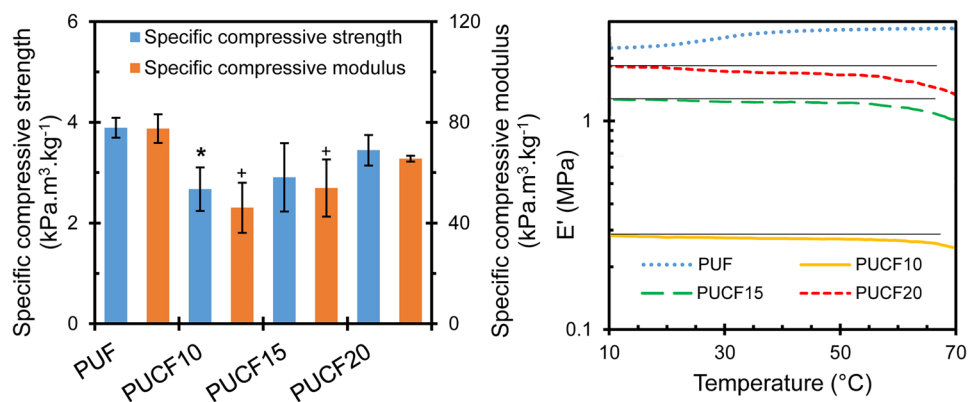 Specific compressive strength
(kPa.m³.kg⁻¹)
6
4
2
0
Specific compressive strength
Specific compressive modulus
*
+
+
PUF
PUCF10
PUCF15
PUCF20
120
80
40
0
Specific compressive modulus
(kPa.m³.kg⁻¹)
E' (MPa)
1
0.1
PUF
PUCF10
PUCF15
PUCF20
10
30
50
70
Temperature (°C)